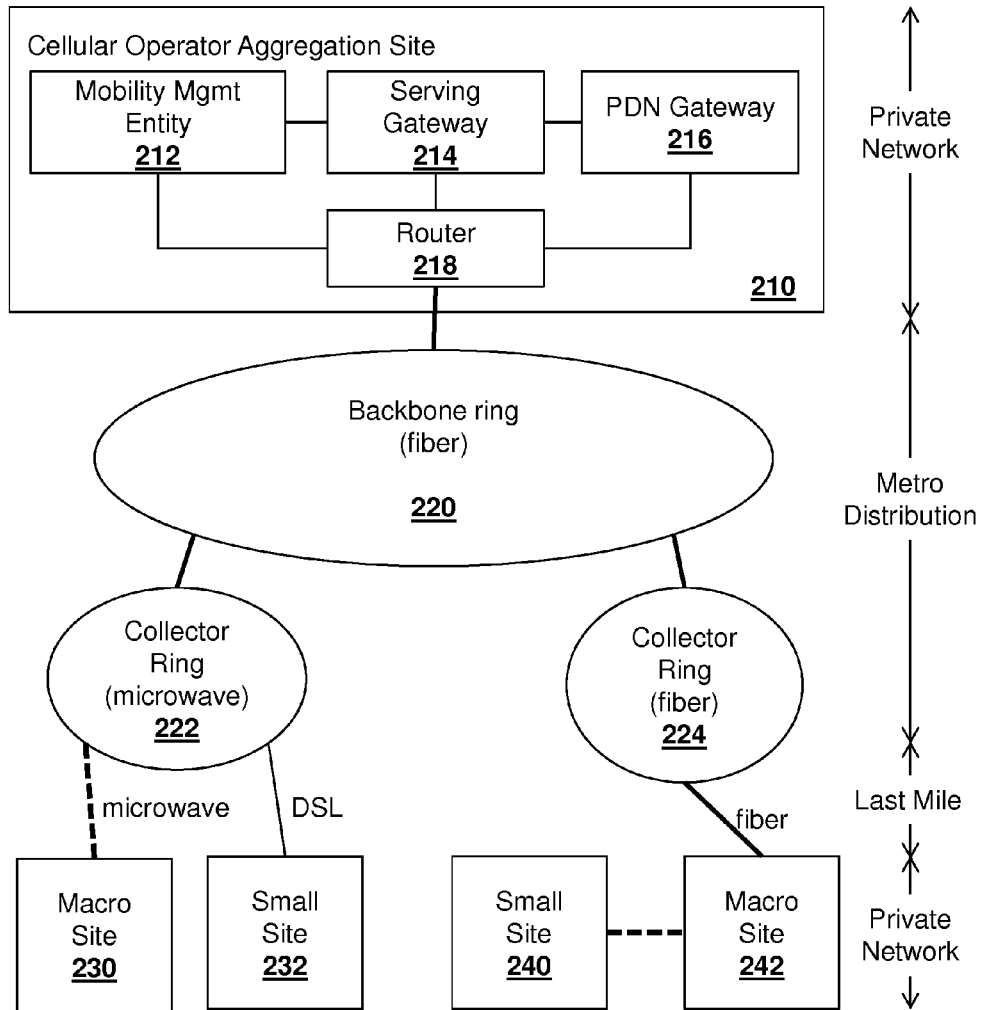 Cellular Operator Aggregation Site
Mobility Mgmt
Entity
212
Serving
Gateway
214
PDN Gateway
216
Router
218
210
Private
Network
Backbone ring
(fiber)
220
Metro
Distribution
Collector
Ring
(microwave)
222
Collector
Ring
(fiber)
224
microwave
DSL
fiber
Last Mile
Macro
Site
230
Small
Site
232
Small
Site
240
Macro
Site
242
Private
Network